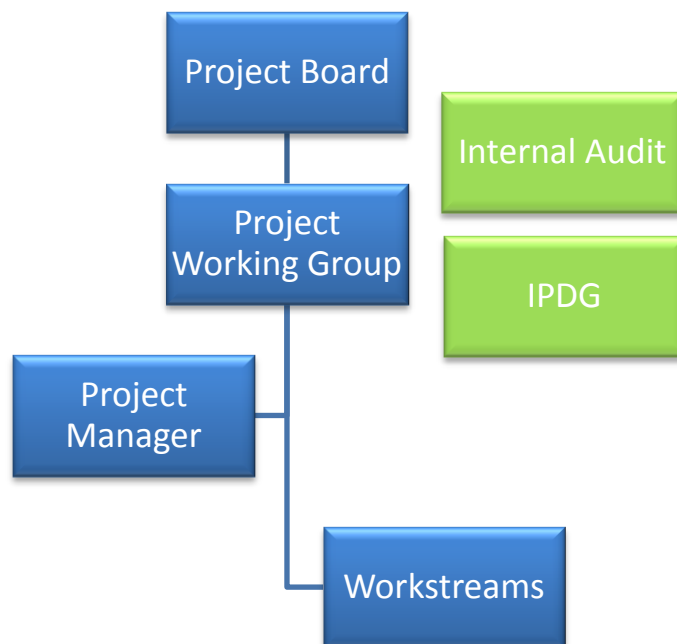 Project Board
Internal Audit
Project
Working Group
IPDG
Project
Manager
Workstreams